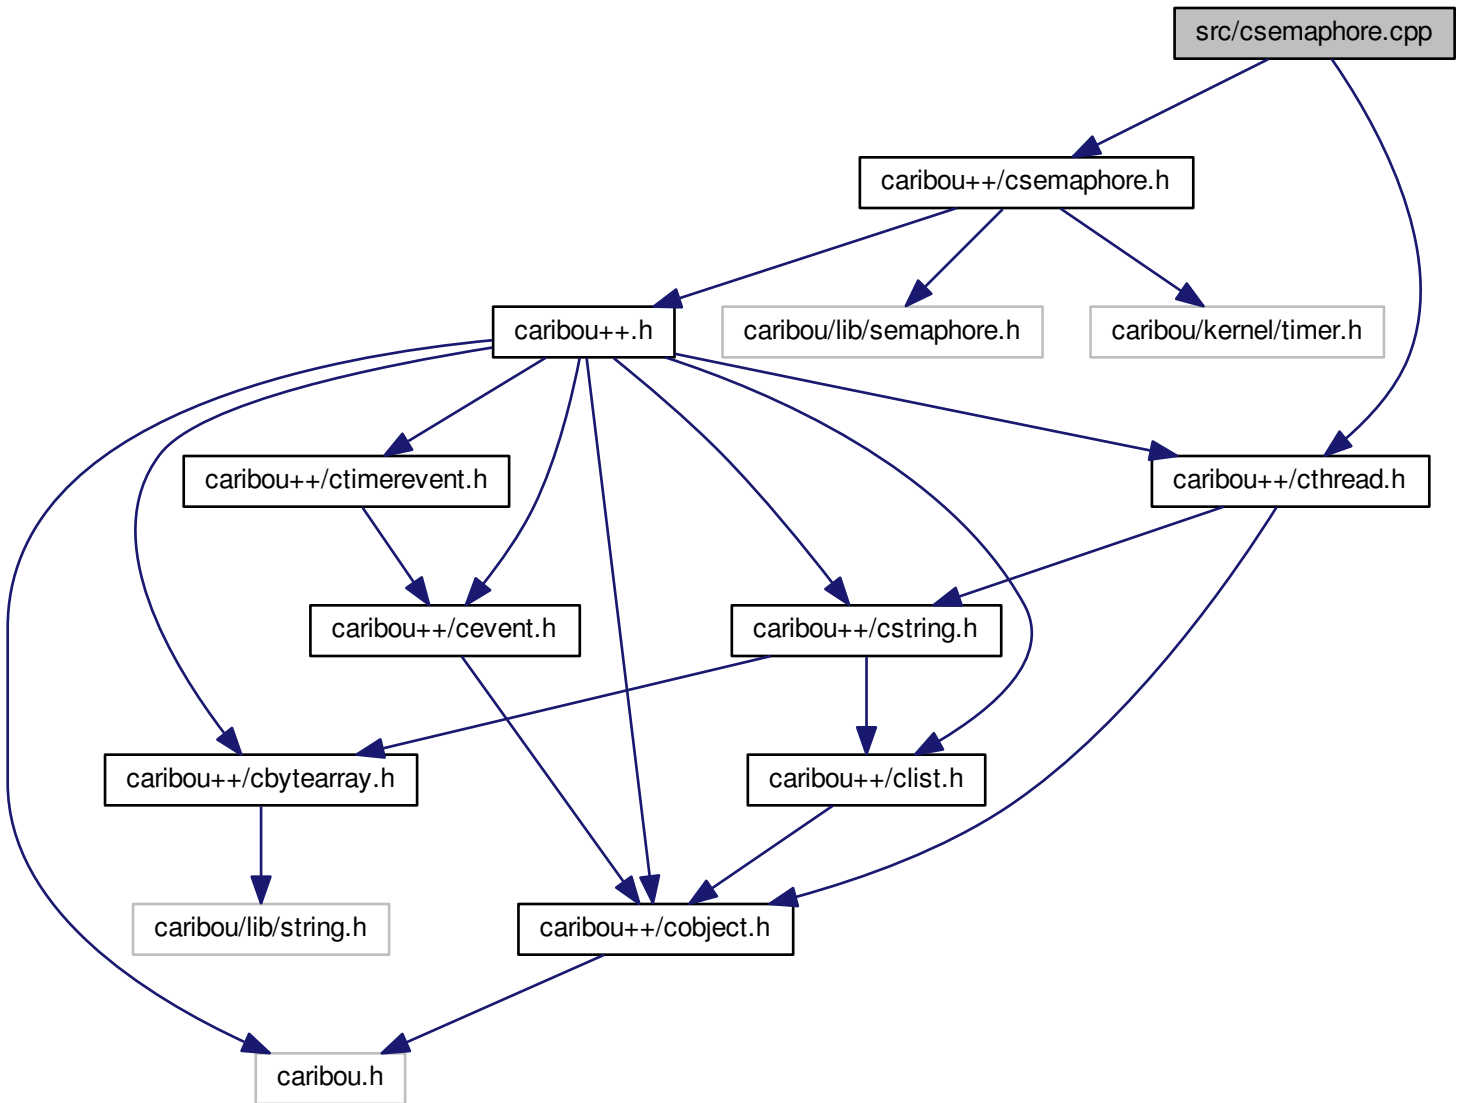 src/csemaphore.cpp
caribou++/csemaphore.h
caribou++.h
caribou/lib/semaphore.h
caribou/kernel/timer.h
caribou++/ctimerevent.h
caribou++/cthread.h
caribou++/cevent.h
caribou++/cstring.h
caribou++/cbytearray.h
caribou++/clist.h
caribou/lib/string.h
caribou++/cobject.h
caribou.h